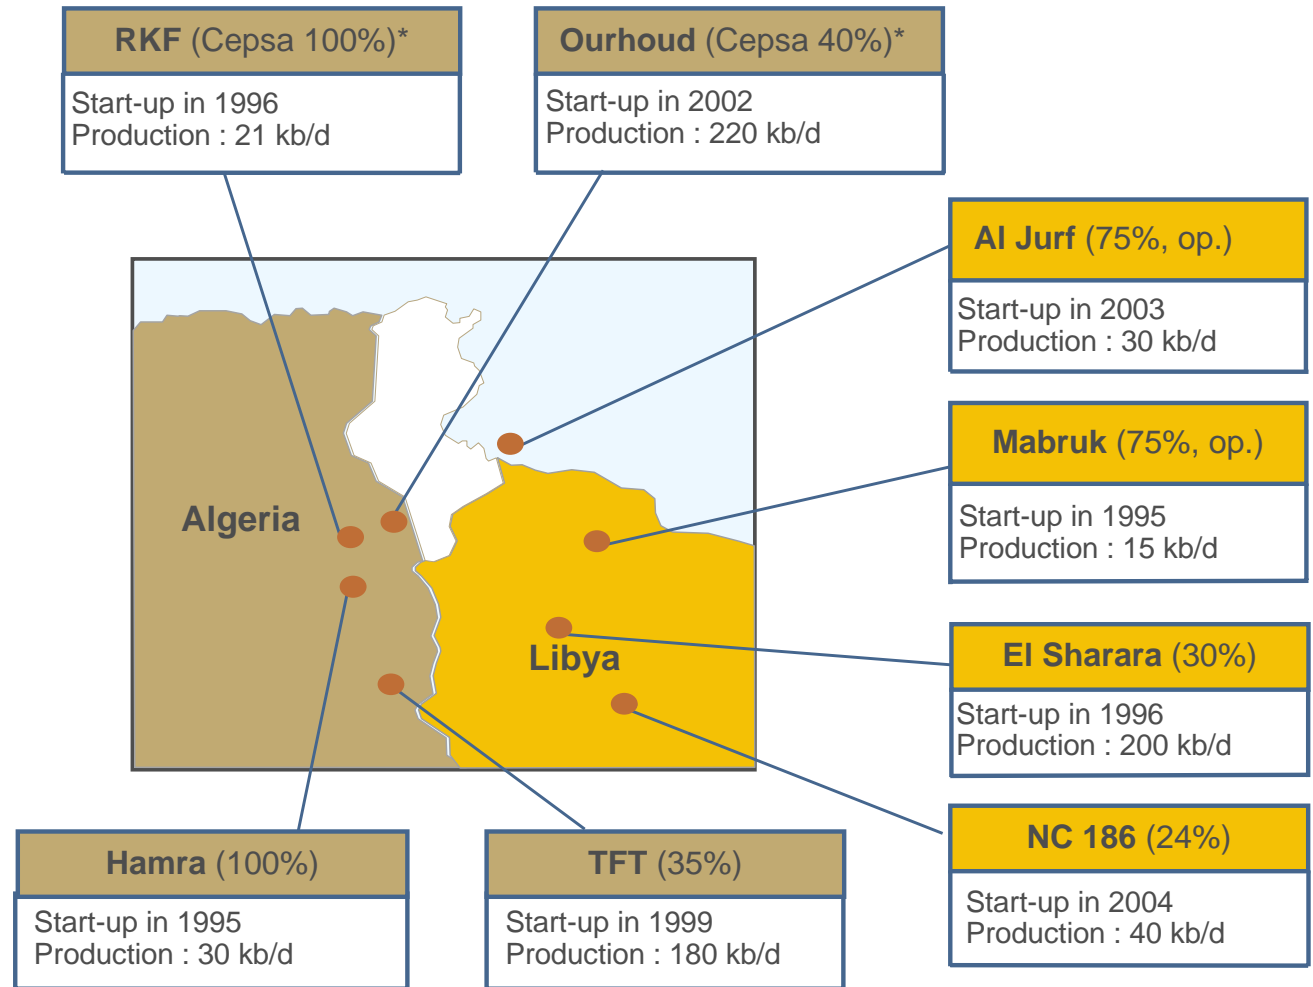 RKF (Cepsa 100%)*
Start-up in 1996
Production : 21 kb/d
Ourhoud (Cepsa 40%)*
Start-up in 2002
Production : 220 kb/d
Al Jurf (75%, op.)
Start-up in 2003
Production : 30 kb/d
Mabruk (75%, op.)
Start-up in 1995
Production : 15 kb/d
Algeria
Libya
El Sharara (30%)
Start-up in 1996
Production : 200 kb/d
Hamra (100%)
Start-up in 1995
Production : 30 kb/d
TFT (35%)
Start-up in 1999
Production : 180 kb/d
NC 186 (24%)
Start-up in 2004
Production : 40 kb/d